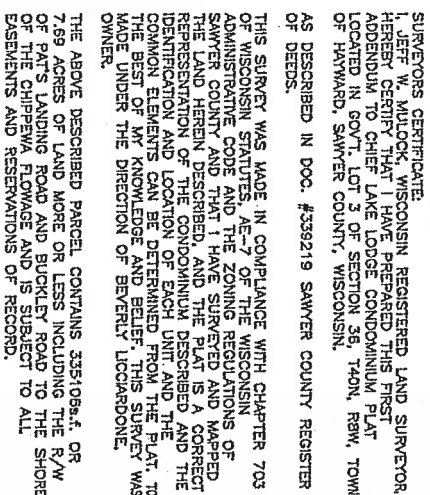 SURVEYORS CERTIFICATE:
I, JEFF W. MULOCK, WISCONSIN REGISTERED LAND SURVEYOR
HEREBY CERTIFY THAT I HAVE PREPARED THIS FIRST
ADDENDUM TO CHIEF LAKE LODGE CONDOMINIUM PLAT
LOCATED IN GOV'T. LOT 3 OF SECTION 36, T40N, R8W, TOWN
OF HAYWARD, SAWYER COUNTY, WISCONSIN.
AS DESCRIBED IN DOC. #339219 SAWYER COUNTY REGISTER
OF DEEDS.
THIS SURVEY WAS MADE IN COMPLIANCE WITH CHAPTER 703
OF WISCONSIN STATUTES, AE-7 OF THE WISCONSIN
ADMINISTRATIVE CODE AND THE ZONING REGULATIONS OF
SAWYER COUNTY AND THAT I HAVE SURVEYED AND MAPPED
THE LAND HEREIN DESCRIBED, AND THE PLAT IS A CORRECT
REPRESENTATION OF THE CONDOMINIUM DESCRIBED AND THE
IDENTIFICATION AND LOCATION OF EACH UNIT AND THE
COMMON ELEMENTS CAN BE DETERMINED FROM THE PLAT. TO
THE BEST OF MY KNOWLEDGE AND BELIEF. THIS SURVEY WAS
MADE UNDER THE DIRECTION OF BEVERLY LICCIARDONE,
OWNER.
THE ABOVE DESCRIBED PARCEL CONTAINS 335106s.f. OR
7.69 ACRES OF LAND MORE OR LESS INCLUDING THE R/W
OF PAT'S LANDING ROAD AND BUCKLEY ROAD TO THE SHORE
OF THE CHIPPEWA FLOWAGE AND IS SUBJECT TO ALL
EASEMENTS AND RESERVATIONS OF RECORD.